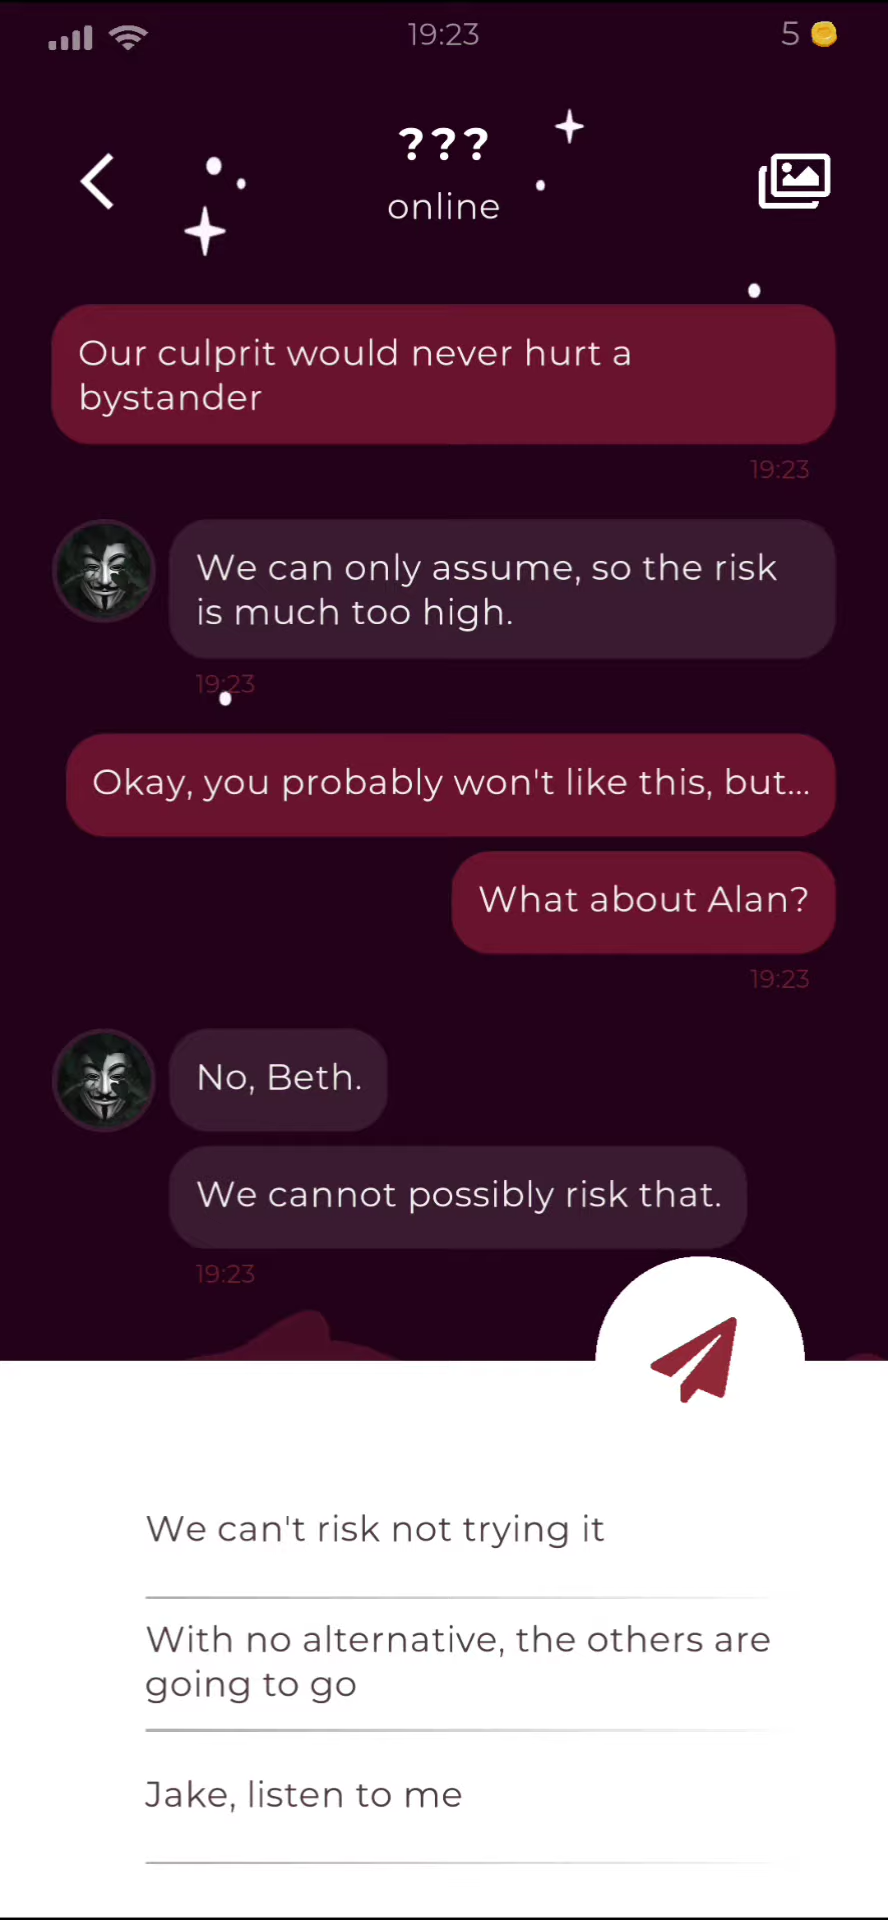 19:23
5
???
online
Our culprit would never hurt a
bystander
19:23
We can only assume, so the risk
is much too high.
19:23
Okay, you probably won't like this, but...
What about Alan?
19:23
No, Beth.
We cannot possibly risk that.
19:23
We can't risk not trying it
With no alternative, the others are
going to go
Jake, listen to me